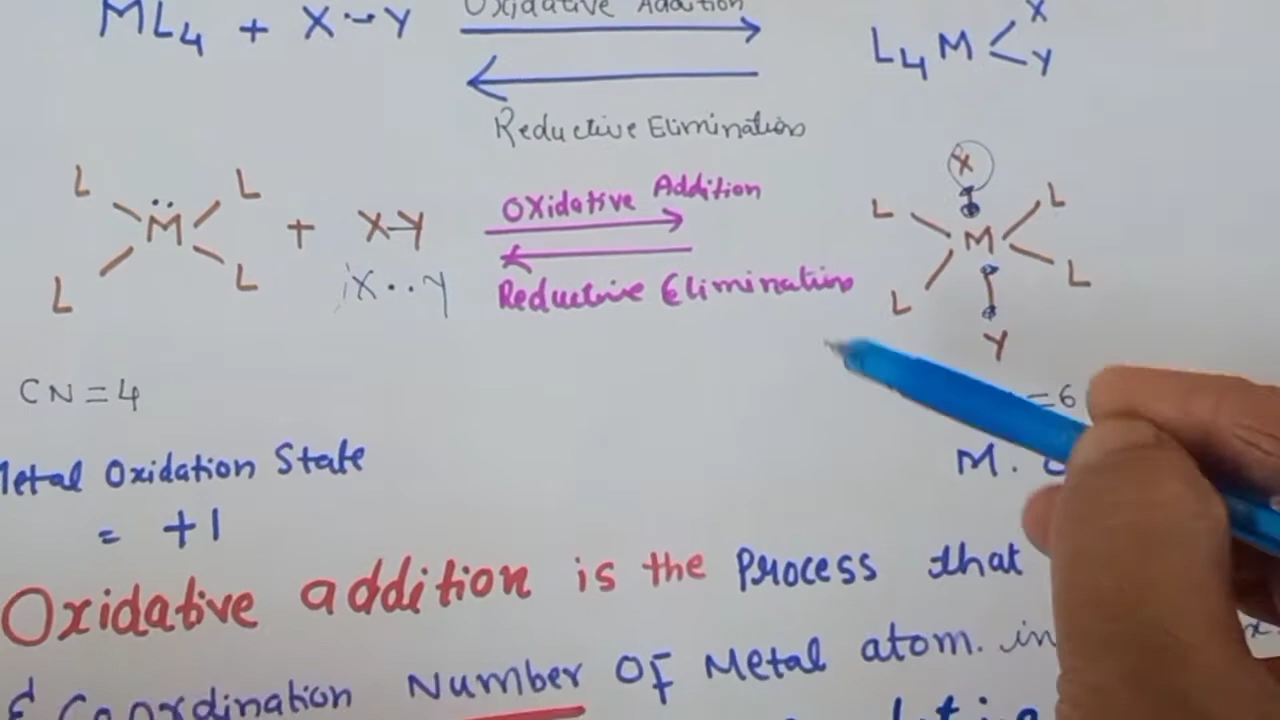 Oxidative Addition
ML4 + X-Y
L4M<X Y
Reductive Elimination
L L M L L + X-Y
X..Y
Oxidative Addition
Reductive Elimination
X L L M L L Y
CN=4
=6
Metal Oxidation State
= +1
M.
Oxidative addition is the Process that
Coordination Number of Metal atom. in